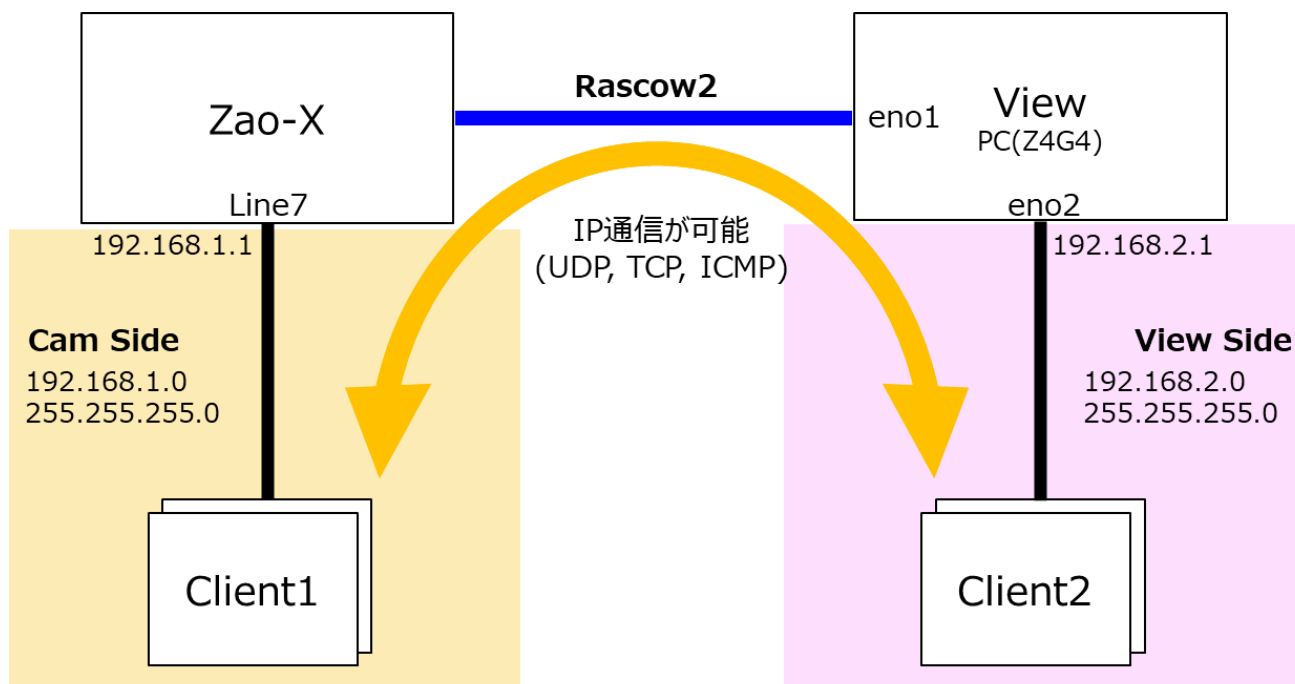 Zao-X
Line7
192.168.1.1
Rascow2
eno1
View
PC(Z4G4)
eno2
192.168.2.1
IP通信が可能
(UDP, TCP, ICMP)
Cam Side
192.168.1.0
255.255.255.0
View Side
192.168.2.0
255.255.255.0
Client1
Client2